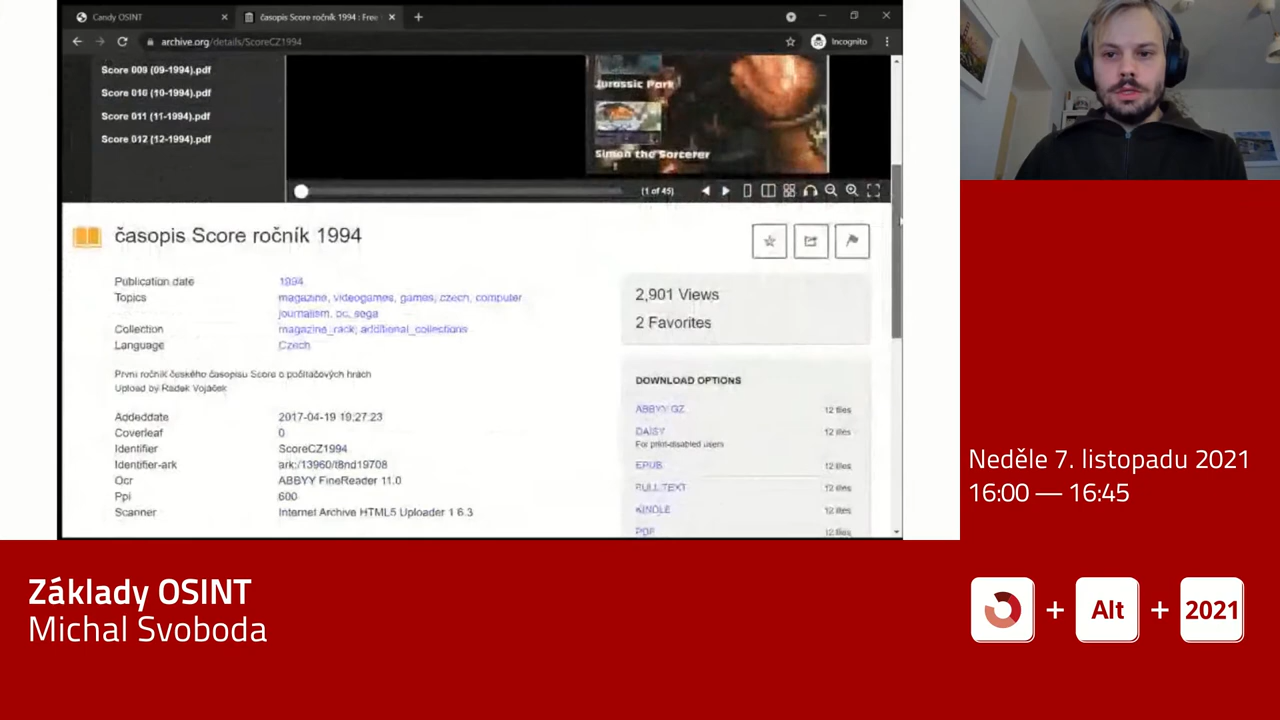 Candy OSINT
časopis Score ročník 1994 : Free
archive.org/details/ScoreCZ1994
Incognito
Score 009 (09-1994).pdf
Score 010 (10-1994).pdf
Score 011 (11-1994).pdf
Score 012 (12-1994).pdf
Jurassic Park
Simon the Sorcerer
(1 of 45)
časopis Score ročník 1994
Publication date 1994
Topics magazine, videogames, games, czech, computer
journalism, pc, sega
Collection magazine_rack, additional_collections
Language Czech
První ročník českého časopisu Score o počítačových hrách
Upload by Radek Vojáček
Addeddate 2017-04-19 19:27:23
Coverleaf 0
Identifier ScoreCZ1994
Identifier-ark ark:/13960/t8nd19708
Ocr ABBYY FineReader 11.0
Ppi 600
Scanner Internet Archive HTML5 Uploader 1.6.3
2,901 Views
2 Favorites
DOWNLOAD OPTIONS
ABBYY GZ 12 files
DAISY 12 files
For print-disabled users
EPUB 12 files
FULL TEXT 12 files
KINDLE 12 files
PDF 12 files
Neděle 7. listopadu 2021
16:00 — 16:45
Základy OSINT
Michal Svoboda
+ Alt + 2021